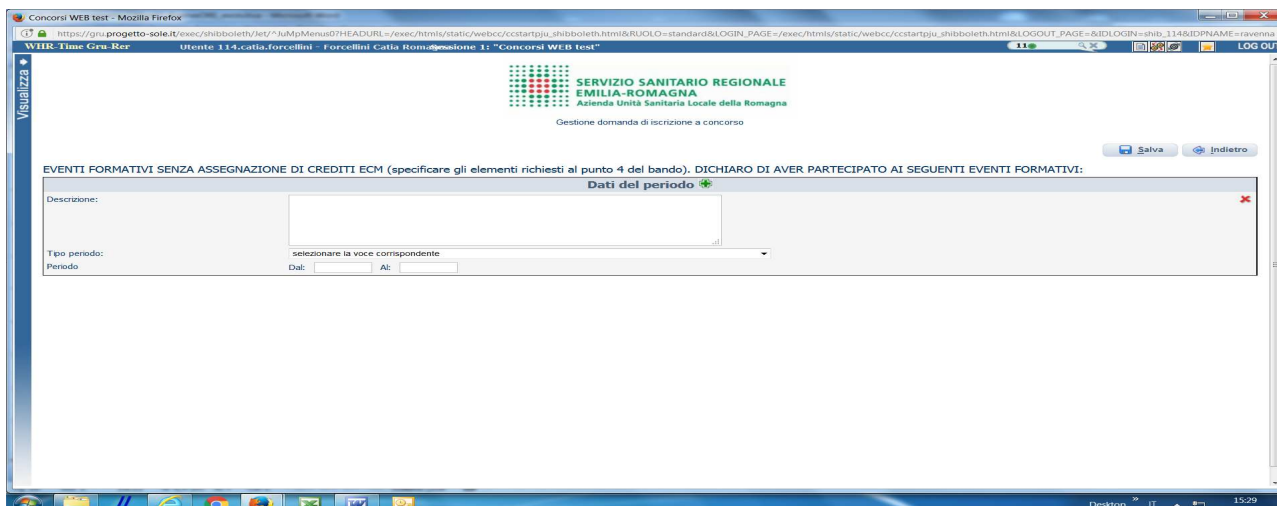 Concorsi WEB test - Mozilla Firefox
https://gru.progetto-sole.it/exec/shibboleth/Jet/^JuMpMenus0?HEADURL=/exec/htmls/static/webcc/ccstartpju_shibboleth.html&RUOLO=standard&LOGIN_PAGE=/exec/htmls/static/webcc/ccstartpju_shibboleth.html&LOGOUT_PAGE=&IDLOGIN=shib_114&IDPNAME=ravenna
WHR-Time Gru-Rer Utente 114.catia.forcellini - Forcellini Catia Sessione 1: "Concorsi WEB test" 11 LOG OUT
Visualizza
SERVIZIO SANITARIO REGIONALE
EMILIA-ROMAGNA
Azienda Unità Sanitaria Locale della Romagna
Gestione domanda di iscrizione a concorso
Salva Indietro
EVENTI FORMATIVI SENZA ASSEGNAZIONE DI CREDITI ECM (specificare gli elementi richiesti al punto 4 del bando). DICHIARO DI AVER PARTECIPATO AI SEGUENTI EVENTI FORMATIVI:
Dati del periodo
Descrizione:
Tipo periodo: selezionare la voce corrispondente
Periodo Dal: Al:
Desktop » IT 15:29